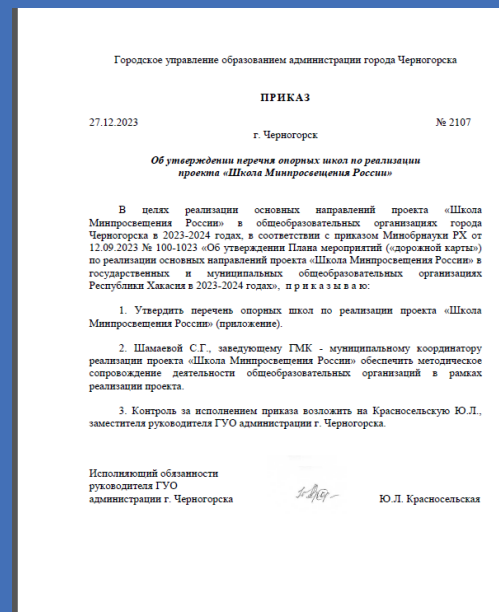 Городское управление образованием администрации города Черногорска
ПРИКАЗ
27.12.2023 № 2107
г. Черногорск
Об утверждении перечня опорных школ по реализации
проекта «Школа Минпросвещения России»
В целях реализации основных направлений проекта «Школа
Минпросвещения России» в общеобразовательных организациях города
Черногорска в 2023-2024 годах, в соответствии с приказом Минобрнауки РХ от
12.09.2023 № 100-1023 «Об утверждении Плана мероприятий («дорожной карты»)
по реализации основных направлений проекта «Школа Минпросвещения России» в
государственных и муниципальных общеобразовательных организациях
Республики Хакасия в 2023-2024 годах», п р и к а з ы в а ю:
1. Утвердить перечень опорных школ по реализации проекта «Школа
Минпросвещения России» (приложение).
2. Шамаевой С.Г., заведующему ГМК - муниципальному координатору
реализации проекта «Школа Минпросвещения России» обеспечить методическое
сопровождение деятельности общеобразовательных организаций в рамках
реализации проекта.
3. Контроль за исполнением приказа возложить на Красносельскую Ю.Л.,
заместителя руководителя ГУО администрации г. Черногорска.
Исполняющий обязанности
руководителя ГУО
администрации г. Черногорска Ю.Л. Красносельская